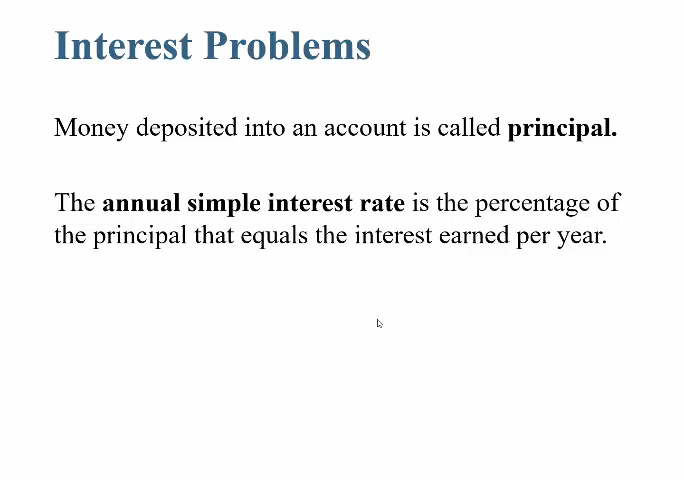 Interest Problems
Money deposited into an account is called principal.
The annual simple interest rate is the percentage of
the principal that equals the interest earned per year.